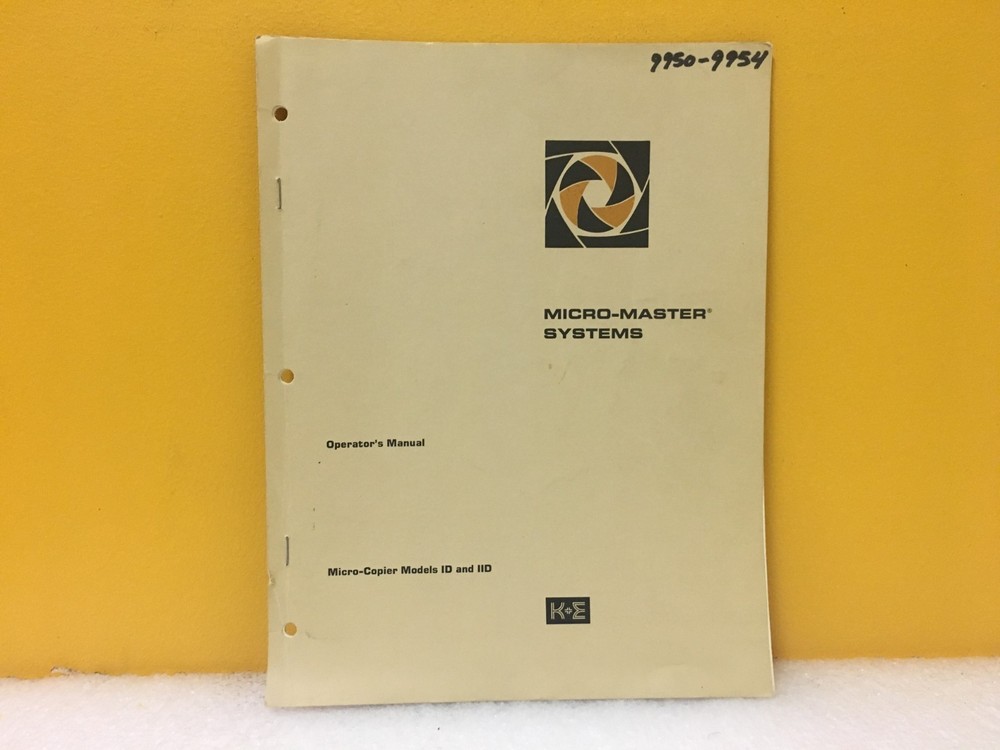 9950-9954
MICRO-MASTER®
SYSTEMS
Operator's Manual
Micro-Copier Models ID and IID
K+E